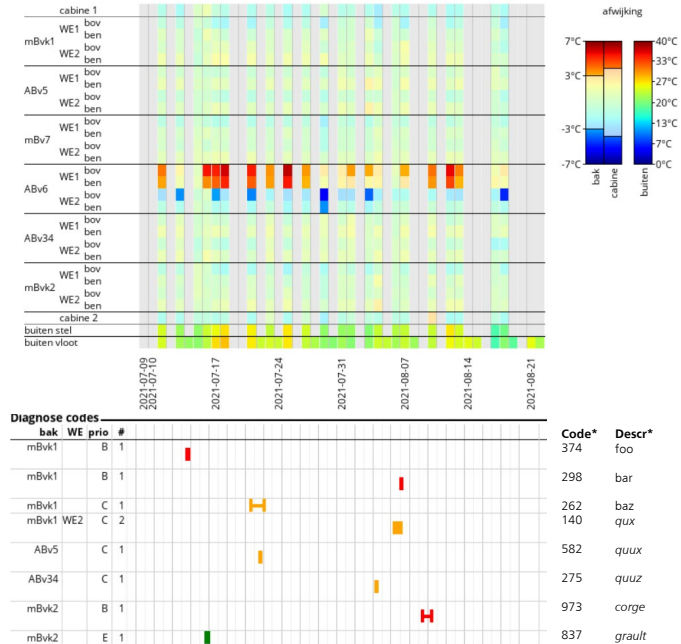 cabine 1
afwijking
mBvk1 WE1 bov
ben
WE2 bov
ben
ABv5 WE1 bov
ben
WE2 bov
ben
mBv7 WE1 bov
ben
WE2 bov
ben
ABv6 WE1 bov
ben
WE2 bov
ben
ABv34 WE1 bov
ben
WE2 bov
ben
mBvk2 WE1 bov
ben
WE2 bov
ben
cabine 2
buiten stel
buiten vloot
7°C
3°C
-3°C
-7°C
40°C
33°C
27°C
20°C
13°C
7°C
0°C
bak
cabine
buiten
2021-07-09
2021-07-10
2021-07-17
2021-07-24
2021-07-31
2021-08-07
2021-08-14
2021-08-21
Diagnose codes
bak WE prio # Code* Descr*
mBvk1 B 1 374 foo
mBvk1 B 1 298 bar
mBvk1 C 1 262 baz
mBvk1 WE2 C 2 140 qux
ABv5 C 1 582 quux
ABv34 C 1 275 quuz
mBvk2 B 1 973 corge
mBvk2 E 1 837 grault